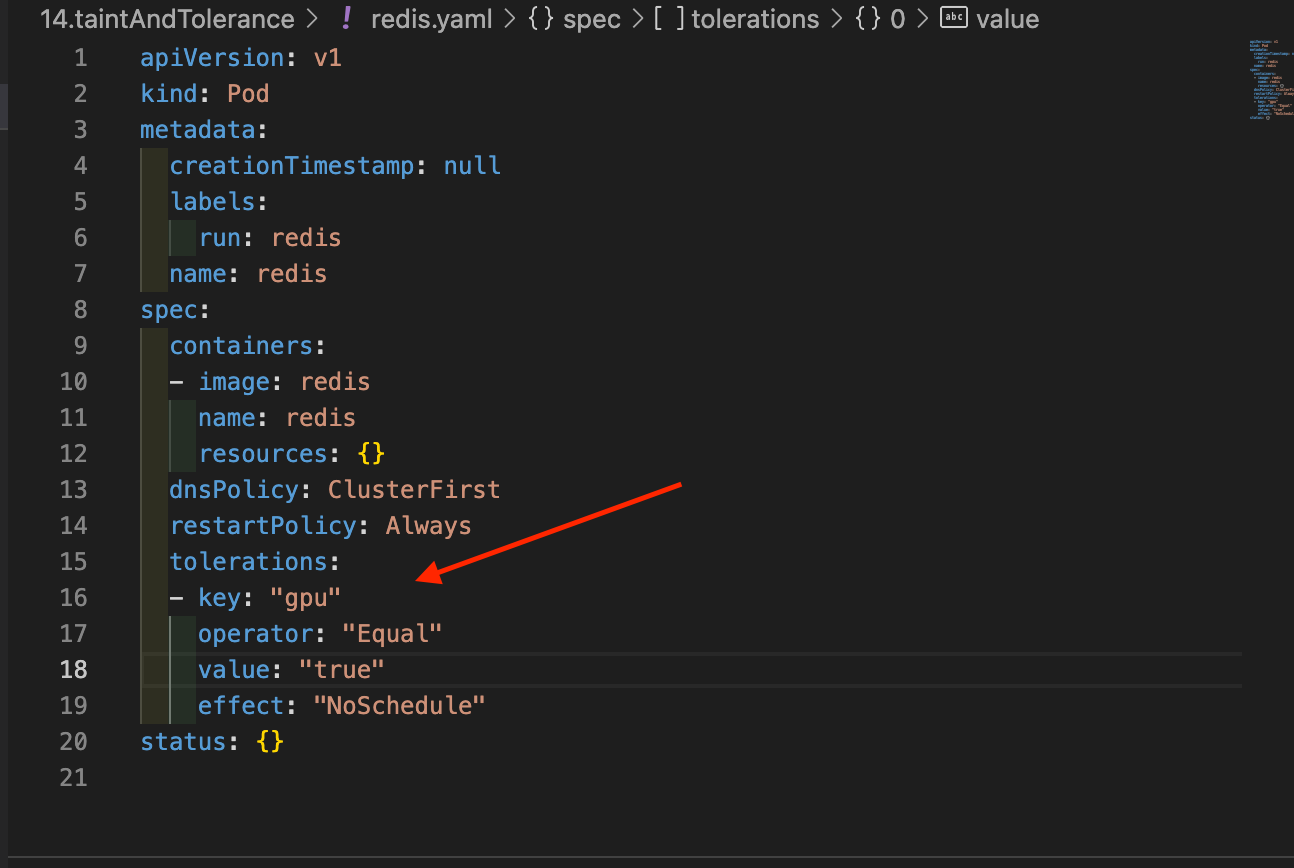 14.taintAndTolerance > ! redis.yaml > {} spec > [ ] tolerations > {} 0 > abc value
1 apiVersion: v1
2 kind: Pod
3 metadata:
4   creationTimestamp: null
5   labels:
6     run: redis
7   name: redis
8 spec:
9   containers:
10   - image: redis
11     name: redis
12     resources: {}
13   dnsPolicy: ClusterFirst
14   restartPolicy: Always
15   tolerations:
16   - key: "gpu"
17     operator: "Equal"
18     value: "true"
19     effect: "NoSchedule"
20 status: {}
21